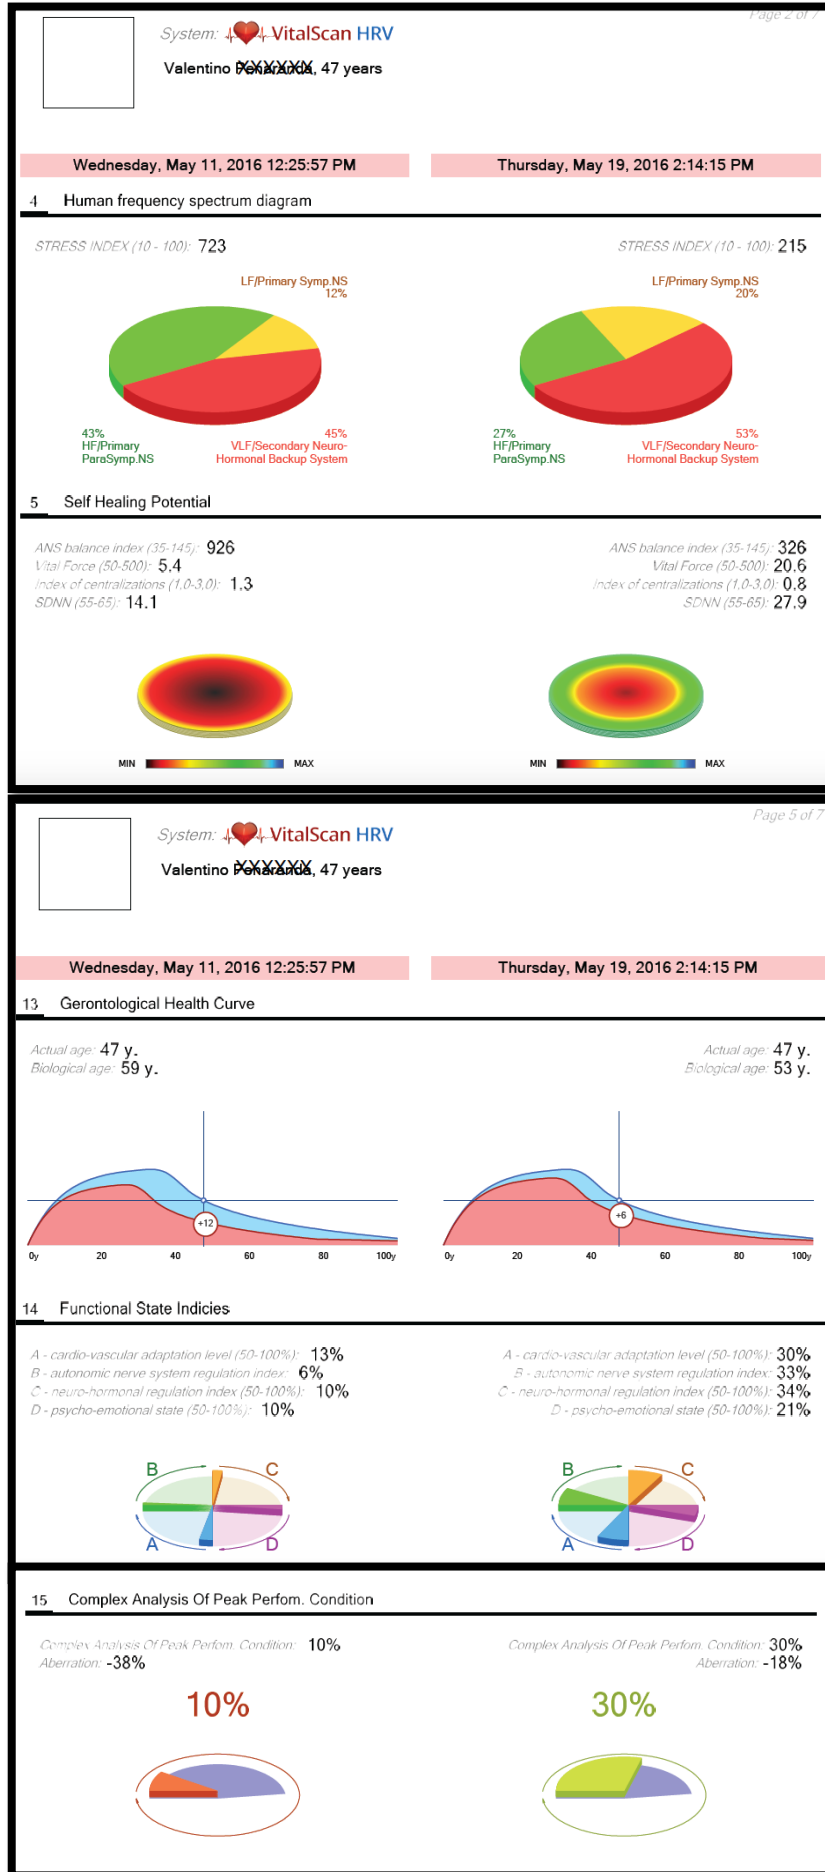 Page 2 of 7
System: VitalScan HRV
Valentino XXXXXX, 47 years
Wednesday, May 11, 2016 12:25:57 PM
Thursday, May 19, 2016 2:14:15 PM
4 Human frequency spectrum diagram
STRESS INDEX (10 - 100): 723
STRESS INDEX (10 - 100): 215
LF/Primary Symp.NS
12%
43%
HF/Primary
ParaSymp.NS
45%
VLF/Secondary Neuro-
Hormonal Backup System
LF/Primary Symp.NS
20%
27%
HF/Primary
ParaSymp.NS
53%
VLF/Secondary Neuro-
Hormonal Backup System
5 Self Healing Potential
ANS balance index (35-145): 926
Vital Force (50-500): 5.4
Index of centralizations (1,0-3,0): 1.3
SDNN (55-65): 14.1
ANS balance index (35-145): 326
Vital Force (50-500): 20.6
Index of centralizations (1,0-3,0): 0.8
SDNN (55-65): 27.9
MIN MAX
MIN MAX
Page 5 of 7
System: VitalScan HRV
Valentino XXXXXX, 47 years
Wednesday, May 11, 2016 12:25:57 PM
Thursday, May 19, 2016 2:14:15 PM
13 Gerontological Health Curve
Actual age: 47 y.
Biological age: 59 y.
Actual age: 47 y.
Biological age: 53 y.
+12
0y 20 40 60 80 100y
+6
0y 20 40 60 80 100y
14 Functional State Indicies
A - cardio-vascular adaptation level (50-100%): 13%
B - autonomic nerve system regulation index: 6%
C - neuro-hormonal regulation index (50-100%): 10%
D - psycho-emotional state (50-100%): 10%
A - cardio-vascular adaptation level (50-100%): 30%
B - autonomic nerve system regulation index: 33%
C - neuro-hormonal regulation index (50-100%): 34%
D - psycho-emotional state (50-100%): 21%
B C
A D
B C
A D
15 Complex Analysis Of Peak Perfom. Condition
Complex Analysis Of Peak Perfom. Condition: 10%
Aberration: -38%
Complex Analysis Of Peak Perfom. Condition: 30%
Aberration: -18%
10%
30%